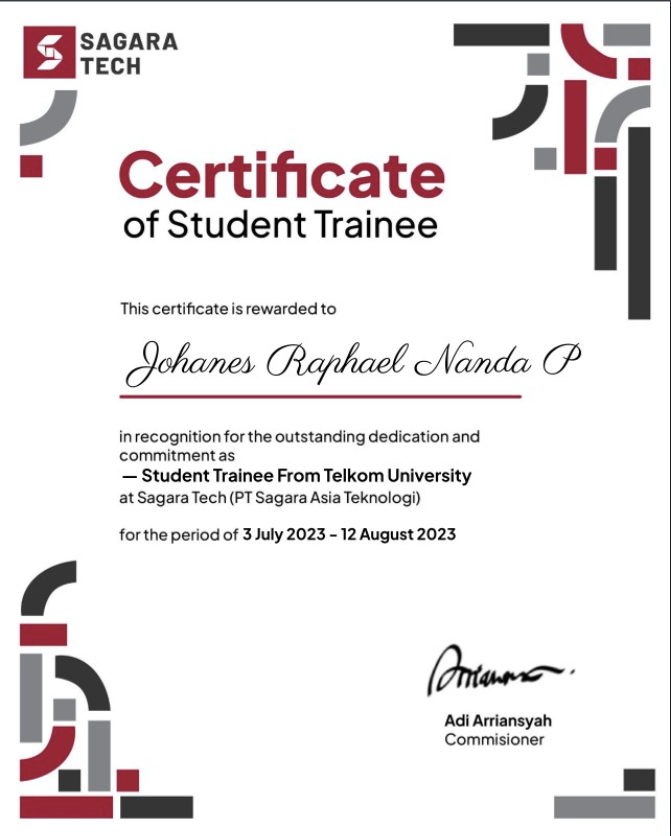 SAGARA
TECH
Certificate
of Student Trainee
This certificate is rewarded to
Johanes Raphael Nanda P
in recognition for the outstanding dedication and
commitment as
— Student Trainee From Telkom University
at Sagara Tech (PT Sagara Asia Teknologi)
for the period of 3 July 2023 - 12 August 2023
Adi Arriansyah
Commisioner